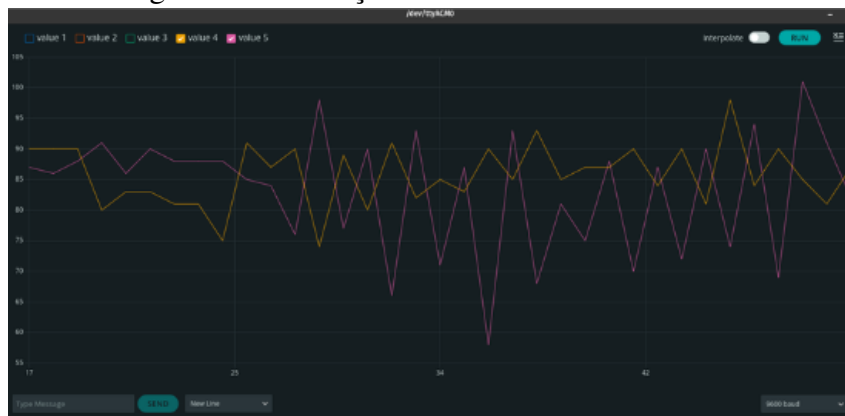 /dev/ttyACM0
value 1 value 2 value 3 value 4 value 5 Interpolate RUN
105
100
95
90
85
80
75
70
65
60
55
17 25 34 42
Type Message SEND New Line 9600 baud